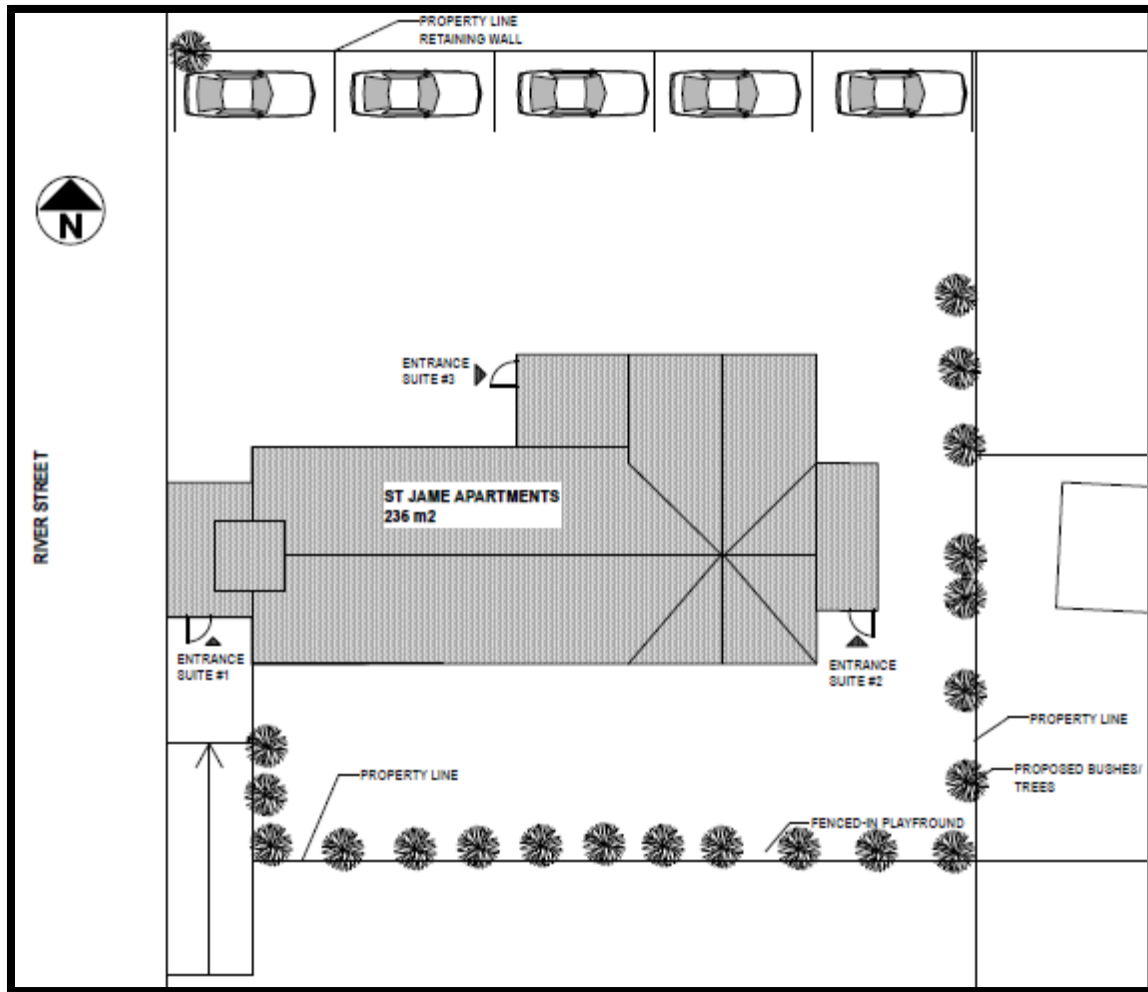 PROPERTY LINE
RETAINING WALL
N
ENTRANCE
SUITE #3
RIVER STREET
ST JAME APARTMENTS
236 m2
ENTRANCE
SUITE #1
ENTRANCE
SUITE #2
PROPERTY LINE
PROPOSED BUSHES/
TREES
PROPERTY LINE
FENCED-IN PLAYFROUND